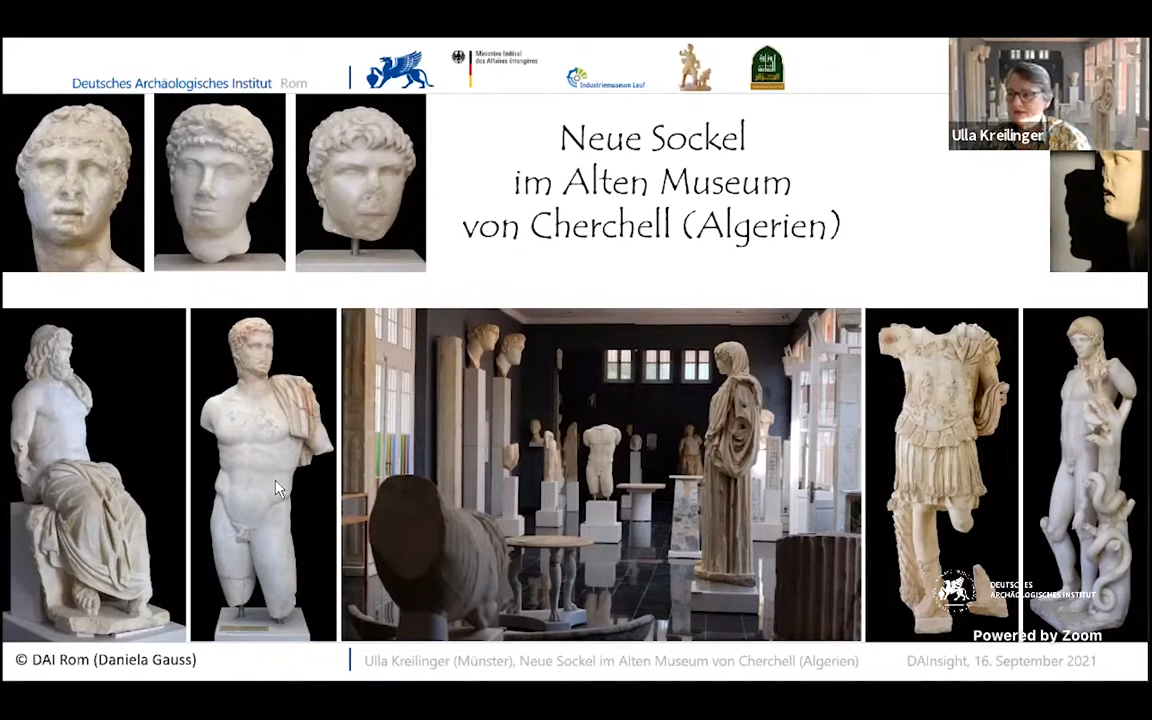 Deutsches Archäologisches Institut Rom
Ministère fédéral
des Affaires étrangères
Industriemuseum Lauf
Ulla Kreilinger
Neue Sockel
im Alten Museum
von Cherchell (Algerien)
DEUTSCHES
ARCHÄOLOGISCHES INSTITUT
Powered by Zoom
© DAI Rom (Daniela Gauss)
Ulla Kreilinger (Münster), Neue Sockel im Alten Museum von Cherchell (Algerien)
DAInsight, 16. September 2021